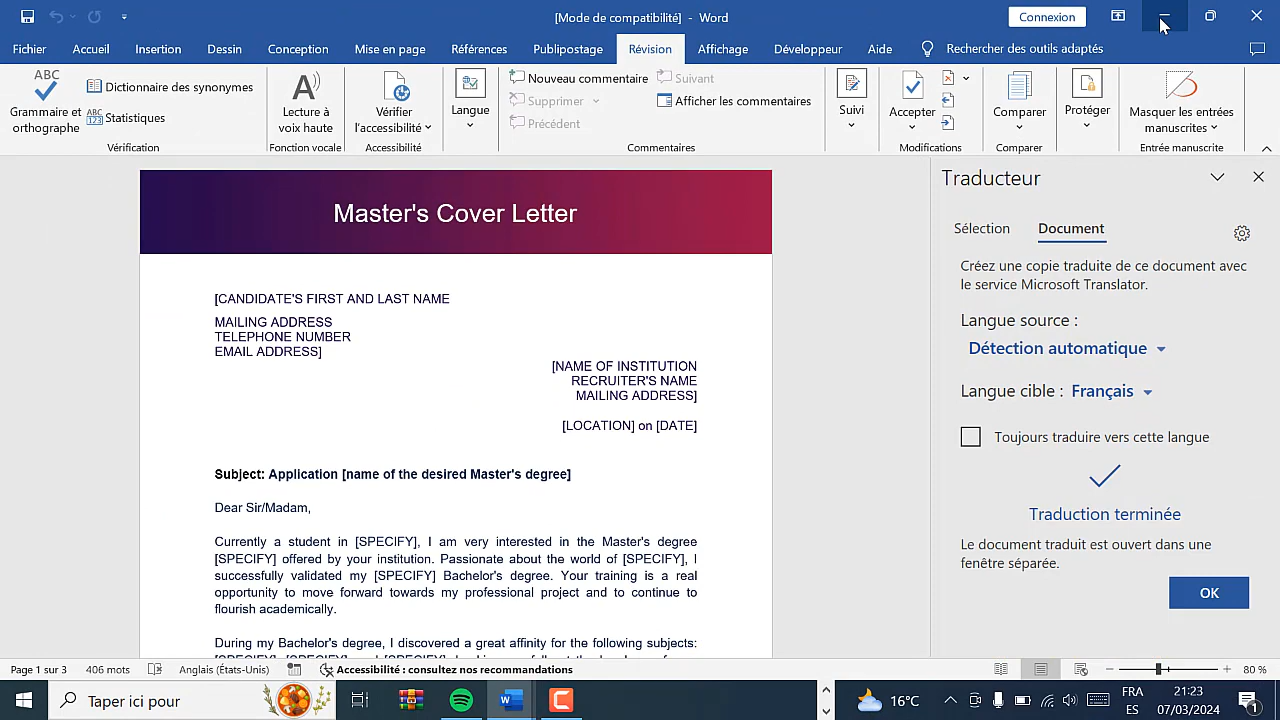 [Mode de compatibilité] - Word
Connexion
Fichier
Accueil
Insertion
Dessin
Conception
Mise en page
Références
Publipostage
Révision
Affichage
Développeur
Aide
Rechercher des outils adaptés
ABC
Grammaire et
orthographe
Dictionnaire des synonymes
ABC
123
Statistiques
Vérification
Lecture à
voix haute
Fonction vocale
Vérifier
l'accessibilité
Accessibilité
Langue
Nouveau commentaire
Supprimer
Précédent
Suivant
Afficher les commentaires
Commentaires
Suivi
Accepter
Modifications
Comparer
Comparer
Protéger
Masquer les entrées
manuscrites
Entrée manuscrite
Master's Cover Letter
[CANDIDATE'S FIRST AND LAST NAME
MAILING ADDRESS
TELEPHONE NUMBER
EMAIL ADDRESS]
[NAME OF INSTITUTION
RECRUITER'S NAME
MAILING ADDRESS]
[LOCATION] on [DATE]
Subject: Application [name of the desired Master's degree]
Dear Sir/Madam,
Currently a student in [SPECIFY], I am very interested in the Master's degree
[SPECIFY] offered by your institution. Passionate about the world of [SPECIFY], I
successfully validated my [SPECIFY] Bachelor's degree. Your training is a real
opportunity to move forward towards my professional project and to continue to
flourish academically.
During my Bachelor's degree, I discovered a great affinity for the following subjects:
Traducteur
Sélection
Document
Créez une copie traduite de ce document avec
le service Microsoft Translator.
Langue source :
Détection automatique
Langue cible : Français
Toujours traduire vers cette langue
Traduction terminée
Le document traduit est ouvert dans une
fenêtre séparée.
OK
Page 1 sur 3
406 mots
Anglais (États-Unis)
Accessibilité : consultez nos recommandations
80 %
Taper ici pour
16°C
FRA
ES
21:23
07/03/2024
1